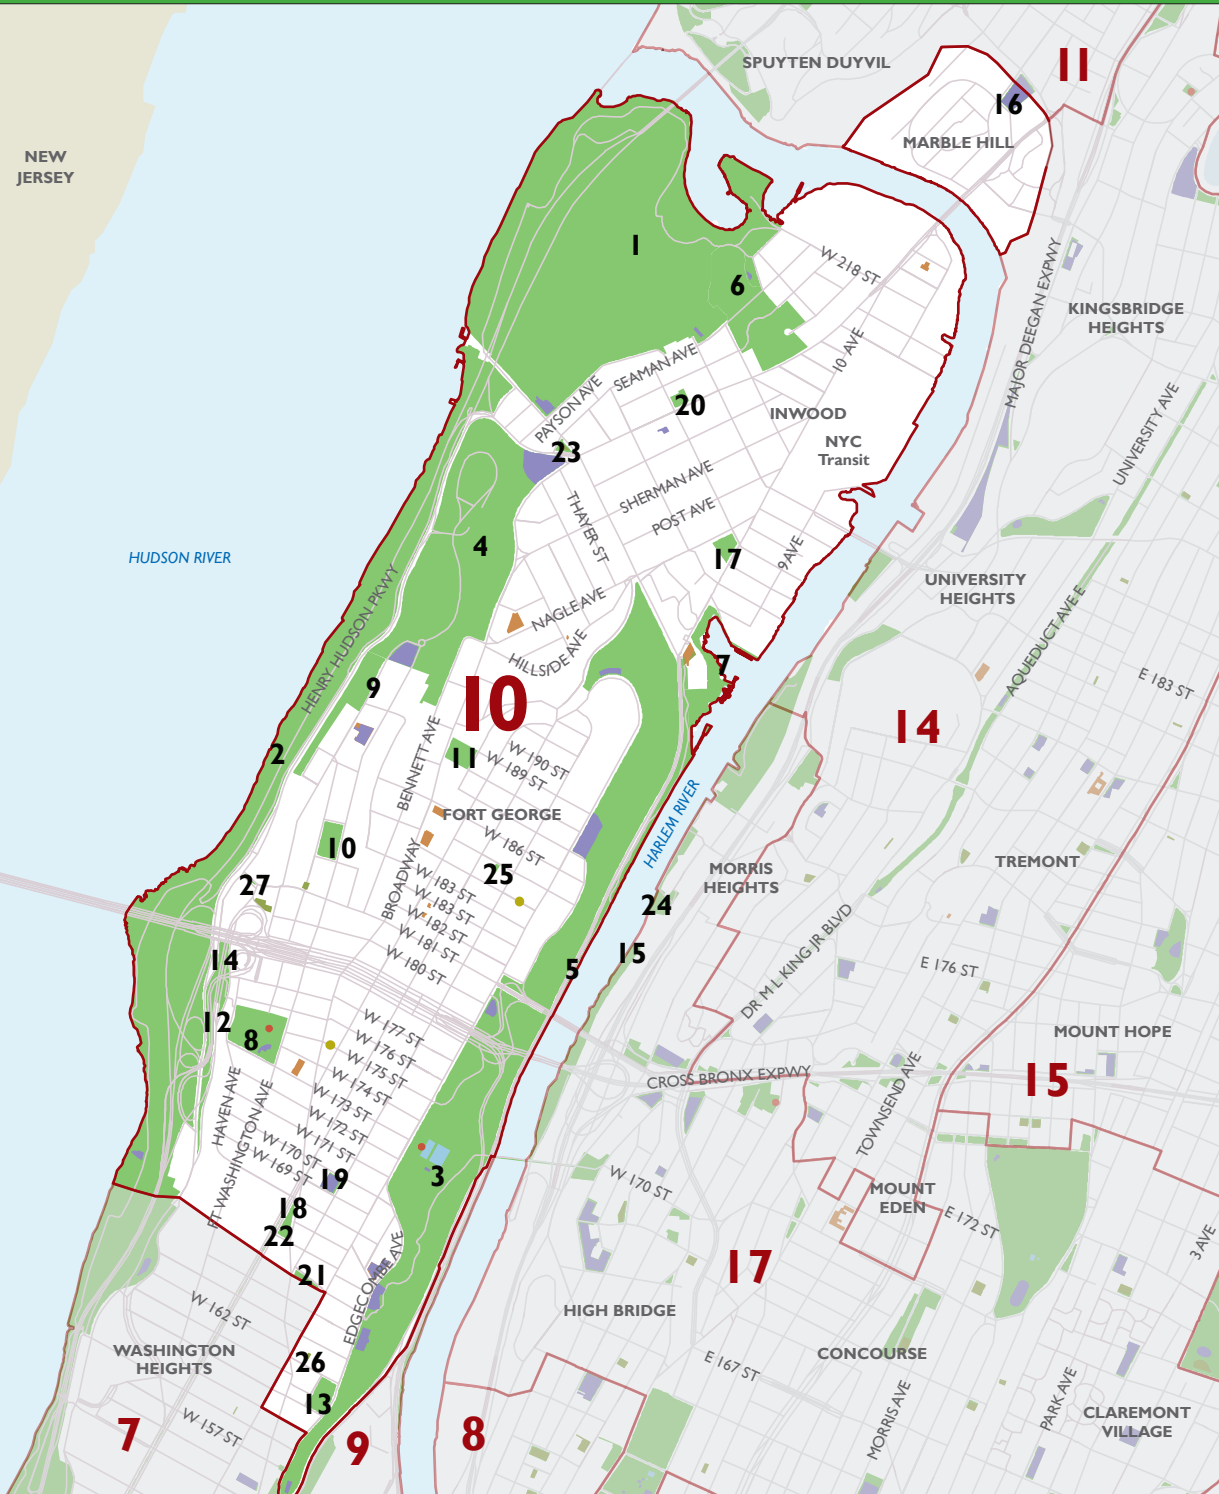 SPUYTEN DUYVIL
11
16
MARBLE HILL
NEW
JERSEY
1
W 218 ST
6
MAJOR DEEGAN EXPWY
KINGSBRIDGE
HEIGHTS
10 AVE
SEAMAN AVE
PAYSON AVE
20
INWOOD
NYC
Transit
UNIVERSITY AVE
23
SHERMAN AVE
POST AVE
THAYER ST
4
17
9 AVE
HUDSON RIVER
HENRY HUDSON PKWY
NAGLE AVE
HILLSIDE AVE
UNIVERSITY
HEIGHTS
AQUEDUCT AVE E
E 183 ST
7
9
10
14
2
BENNETT AVE
11
W 190 ST
W 189 ST
FORT GEORGE
HARLEM RIVER
10
W 186 ST
BROADWAY
25
MORRIS
HEIGHTS
TREMONT
27
W 183 ST
W 183 ST
W 182 ST
W 181 ST
W 180 ST
24
15
DR M L KING JR BLVD
E 176 ST
14
5
12
8
W 177 ST
W 176 ST
W 175 ST
W 174 ST
W 173 ST
W 172 ST
W 171 ST
W 170 ST
W 169 ST
MOUNT HOPE
CROSS BRONX EXPWY
15
TOWNSEND AVE
HAVEN AVE
FT WASHINGTON AVE
19
3
18
22
21
W 170 ST
MOUNT
EDEN
E 172 ST
3 AVE
17
EDGECOMBE AVE
W 162 ST
HIGH BRIDGE
WASHINGTON
HEIGHTS
26
E 167 ST
CONCOURSE
13
MORRIS AVE
PARK AVE
CLAREMONT
VILLAGE
7
W 157 ST
9
8